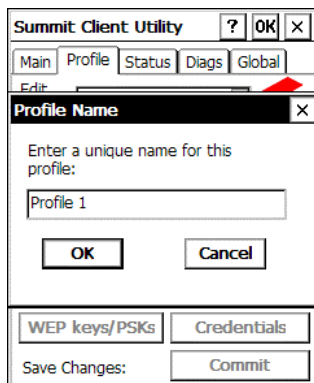 Summit Client Utility ? OK ×
Main Profile Status Diags Global
Edit
Profile Name ×
Enter a unique name for this
profile:
Profile 1
OK Cancel
WEP keys/PSKs Credentials
Save Changes: Commit